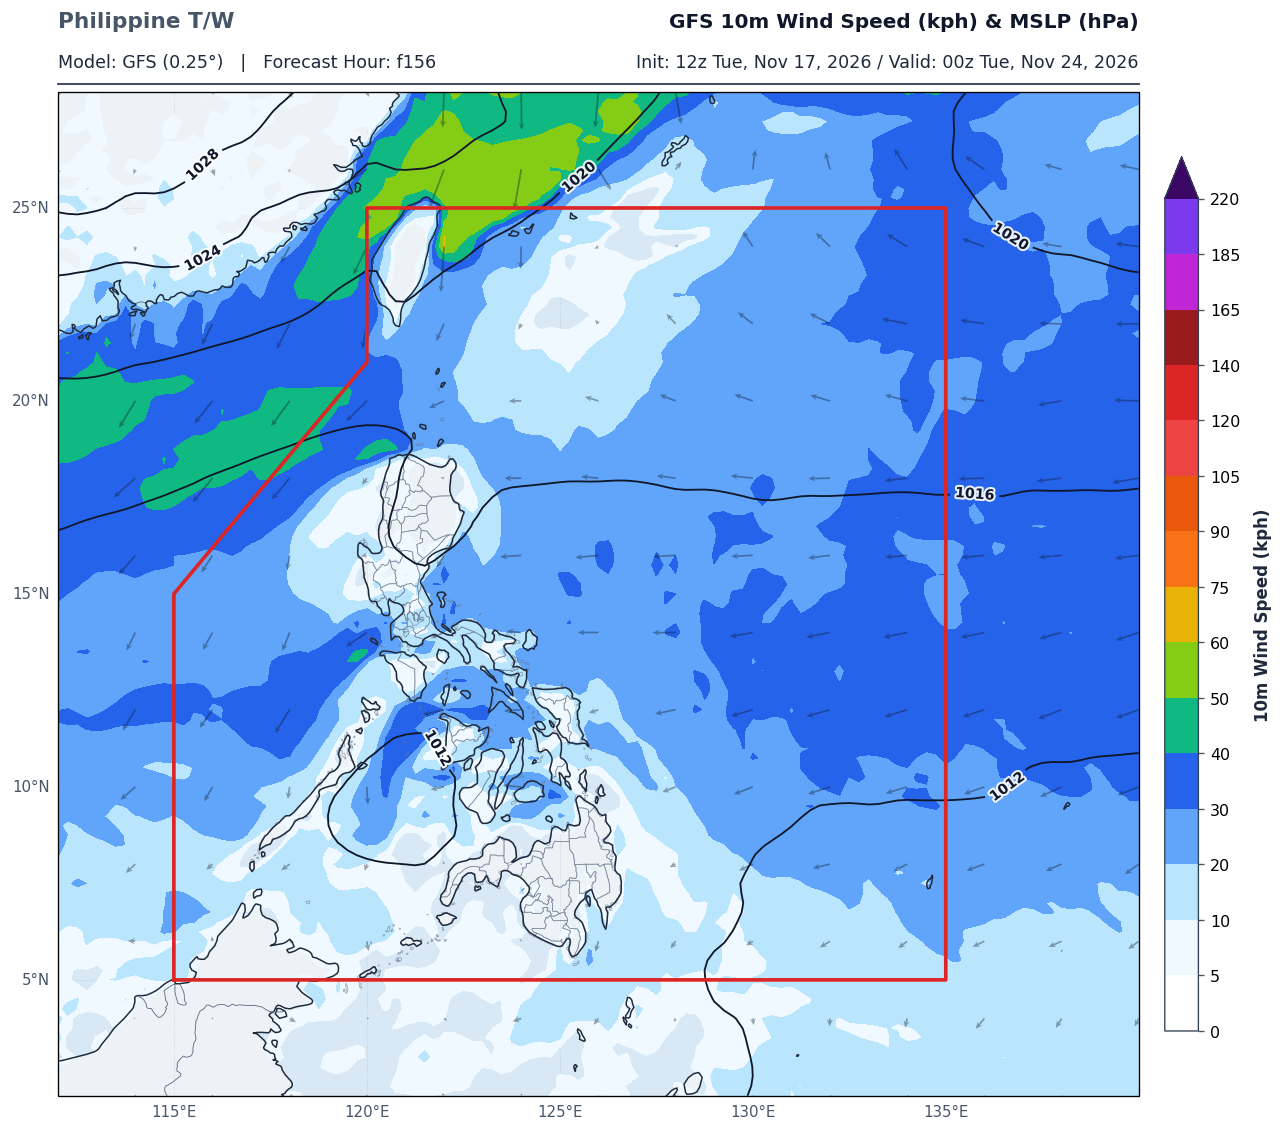 Philippine T/W
GFS 10m Wind Speed (kph) & MSLP (hPa)
Model: GFS (0.25°) | Forecast Hour: f156
Init: 12z Tue, Nov 17, 2026 / Valid: 00z Tue, Nov 24, 2026
1028
1024
1020
1020
1016
1012
1012
25°N
20°N
15°N
10°N
5°N
115°E
120°E
125°E
130°E
135°E
220
185
165
140
120
105
90
75
60
50
40
30
20
10
5
0
10m Wind Speed (kph)